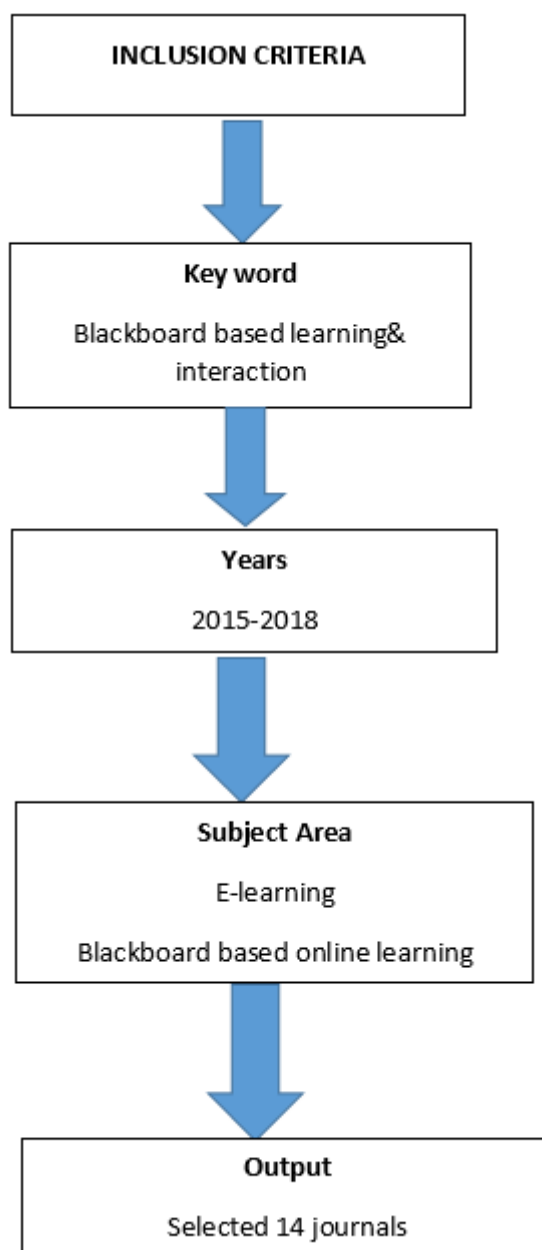 INCLUSION CRITERIA
Key word
Blackboard based learning&
interaction
Years
2015-2018
Subject Area
E-learning
Blackboard based online learning
Output
Selected 14 journals